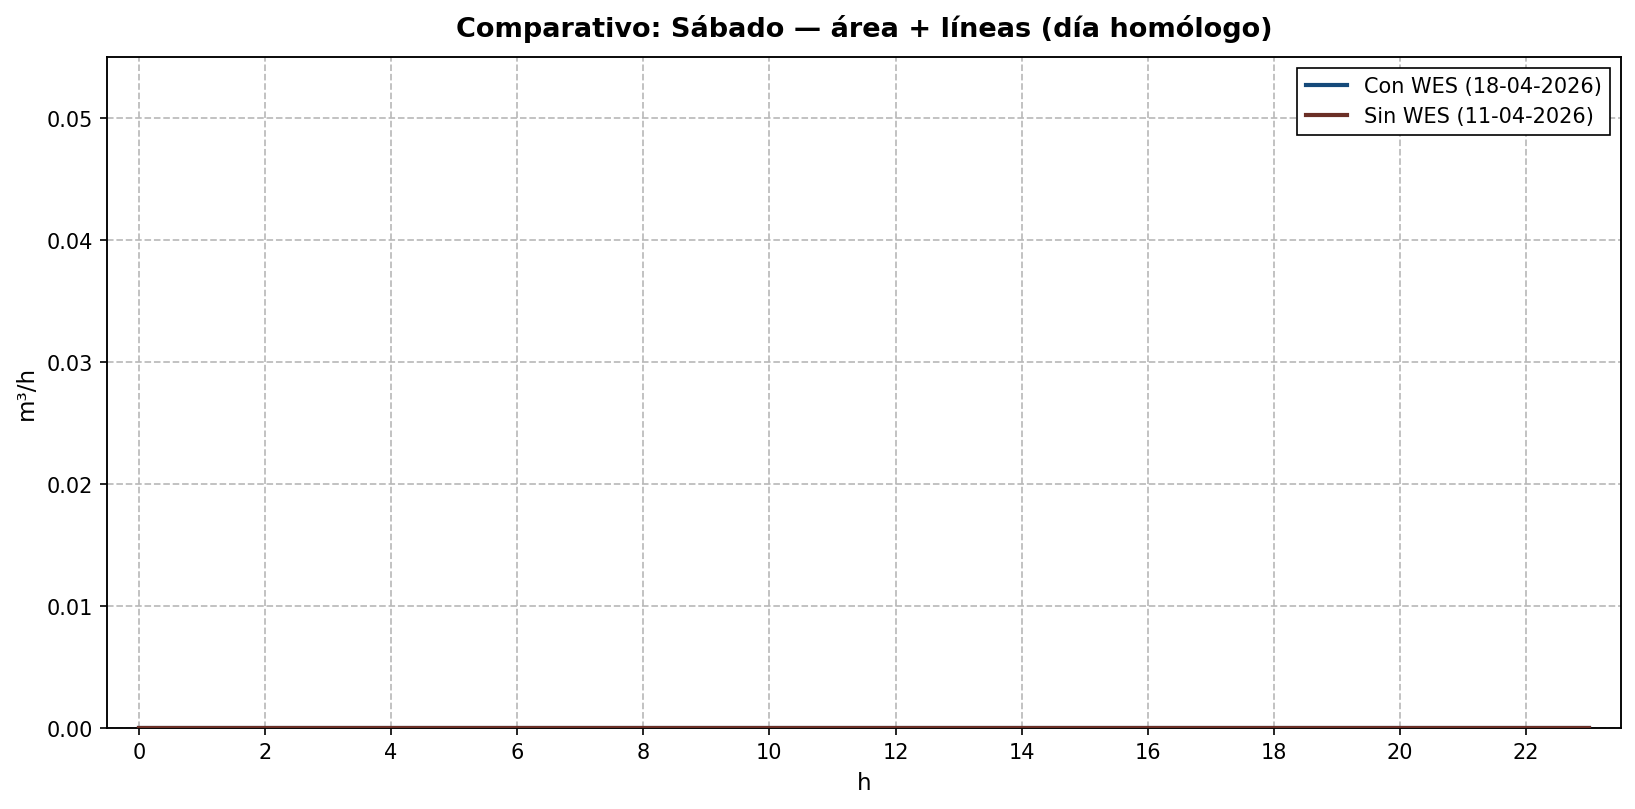 Comparativo: Sábado — área + líneas (día homólogo)
Con WES (18-04-2026)
Sin WES (11-04-2026)
m³/h
0.05
0.04
0.03
0.02
0.01
0.00
0 2 4 6 8 10 12 14 16 18 20 22
h